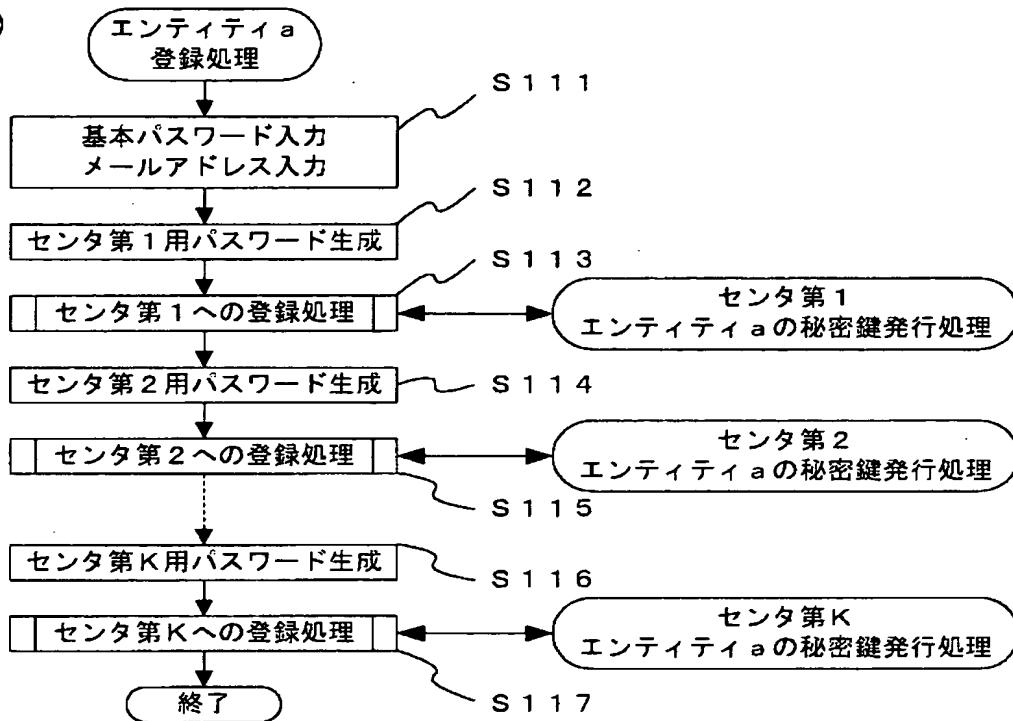 エンティティａ
登録処理
Ｓ１１１
基本パスワード入力
メールアドレス入力
Ｓ１１２
センタ第１用パスワード生成
Ｓ１１３
センタ第１への登録処理
センタ第１
エンティティａの秘密鍵発行処理
センタ第２用パスワード生成
Ｓ１１４
センタ第２への登録処理
センタ第２
エンティティａの秘密鍵発行処理
Ｓ１１５
センタ第Ｋ用パスワード生成
Ｓ１１６
センタ第Ｋへの登録処理
センタ第Ｋ
エンティティａの秘密鍵発行処理
終了
Ｓ１１７